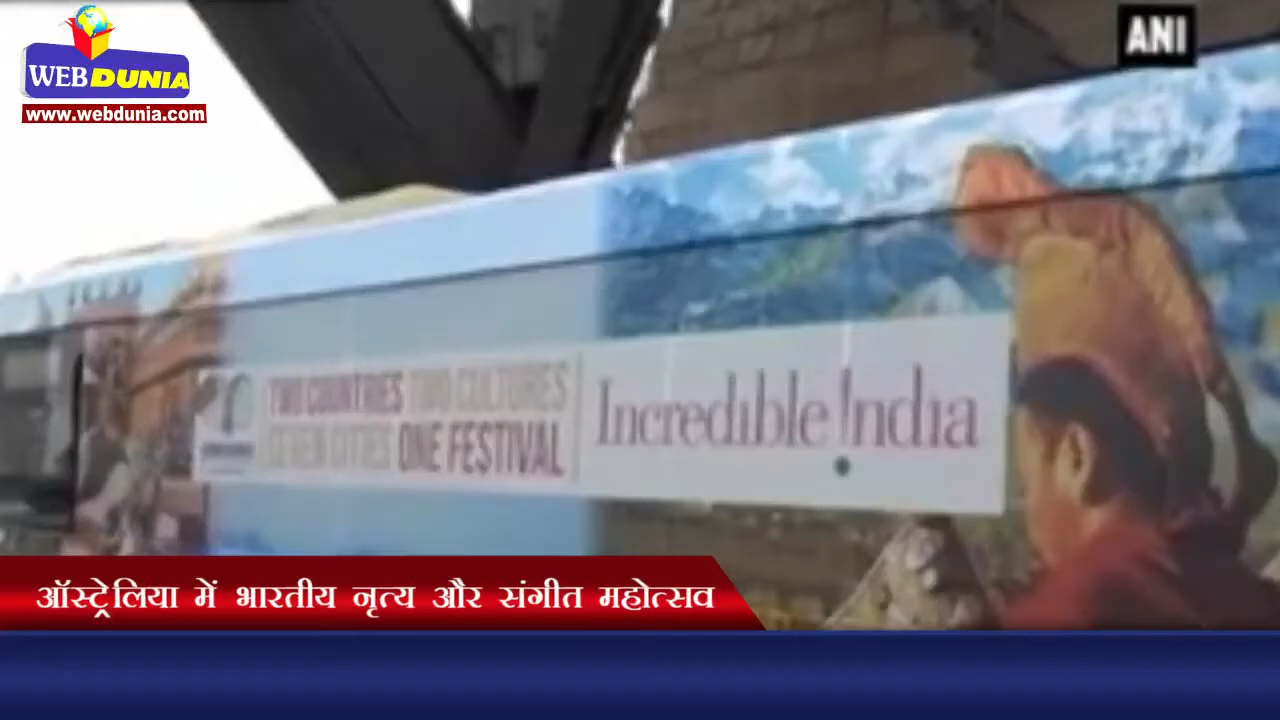 WEBDUNIA
www.webdunia.com
ANI
TWO COUNTRIES TWO CULTURES
SEVEN CITIES ONE FESTIVAL
Incredible !ndia
ऑस्ट्रेलिया में भारतीय नृत्य और संगीत महोत्सव